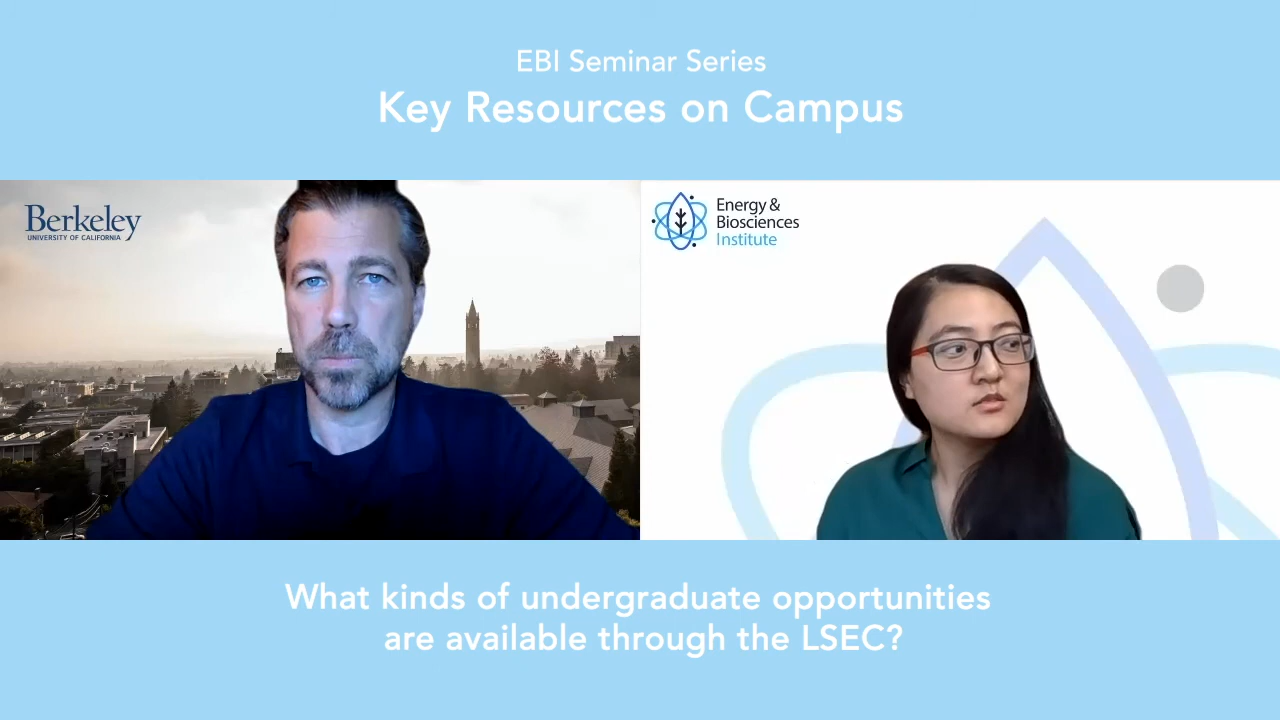 EBI Seminar Series
Key Resources on Campus
Berkeley
UNIVERSITY OF CALIFORNIA
Energy &
Biosciences
Institute
What kinds of undergraduate opportunities
are available through the LSEC?